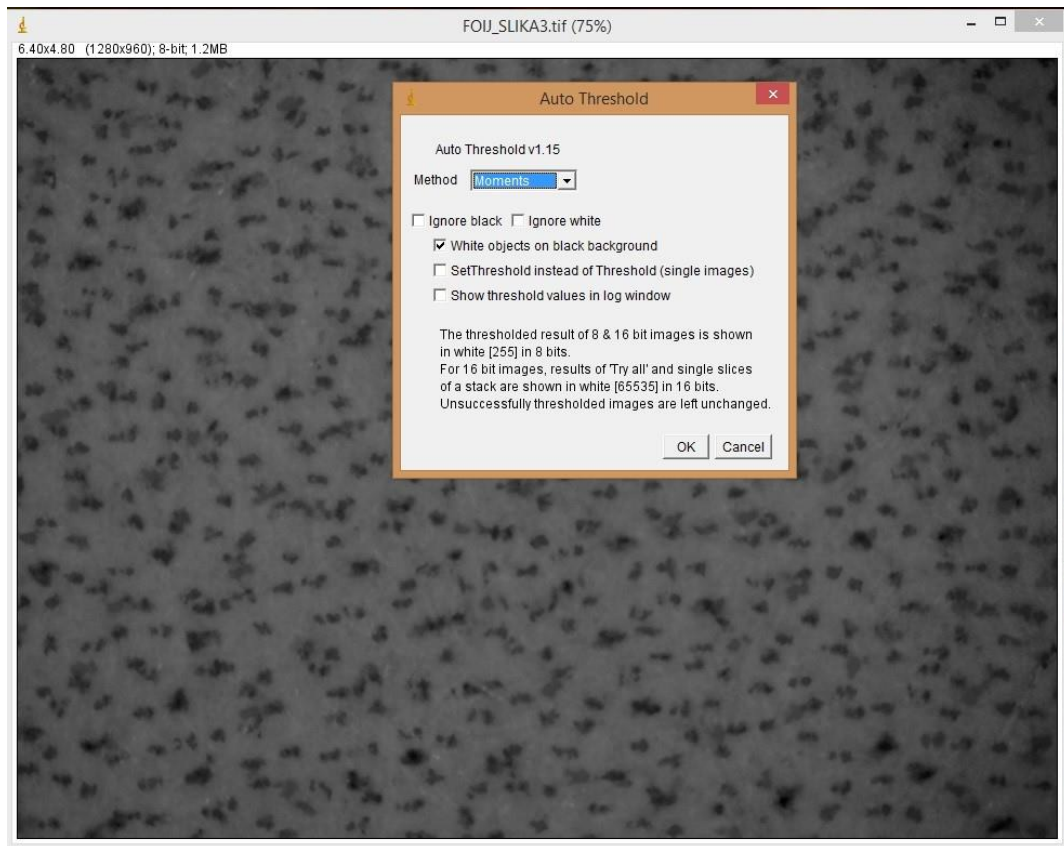 FOIJ_SLIKA3.tif (75%)
6.40x4.80 (1280x960); 8-bit; 1.2MB
Auto Threshold
Auto Threshold v1.15
Method Moments
Ignore black Ignore white
White objects on black background
SetThreshold instead of Threshold (single images)
Show threshold values in log window
The thresholded result of 8 & 16 bit images is shown
in white [255] in 8 bits.
For 16 bit images, results of 'Try all' and single slices
of a stack are shown in white [65535] in 16 bits.
Unsuccessfully thresholded images are left unchanged.
OK Cancel